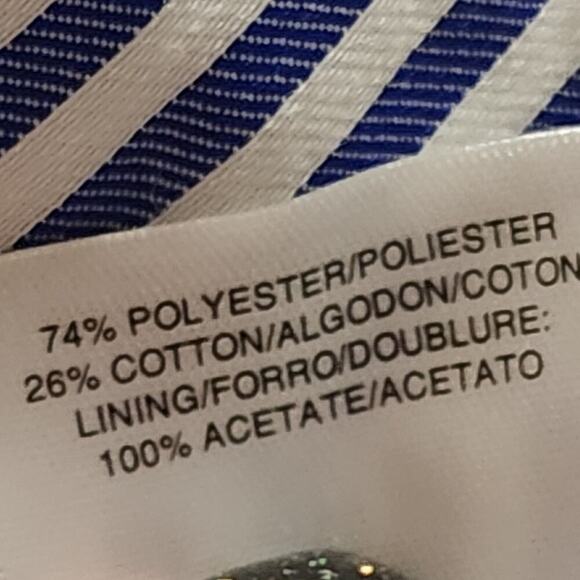 74% POLYESTER/POLIESTER
26% COTTON/ALGODON/COTON
LINING/FORRO/DOUBLURE:
100% ACETATE/ACETATO